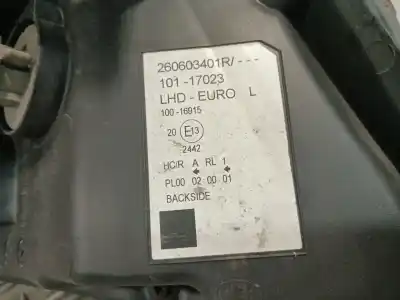 260603401R/---
101-17023
LHD - EURO L
100-16915
20 E13
2442
HC/R A RL 1
PL00 02 00 01
BACKSIDE